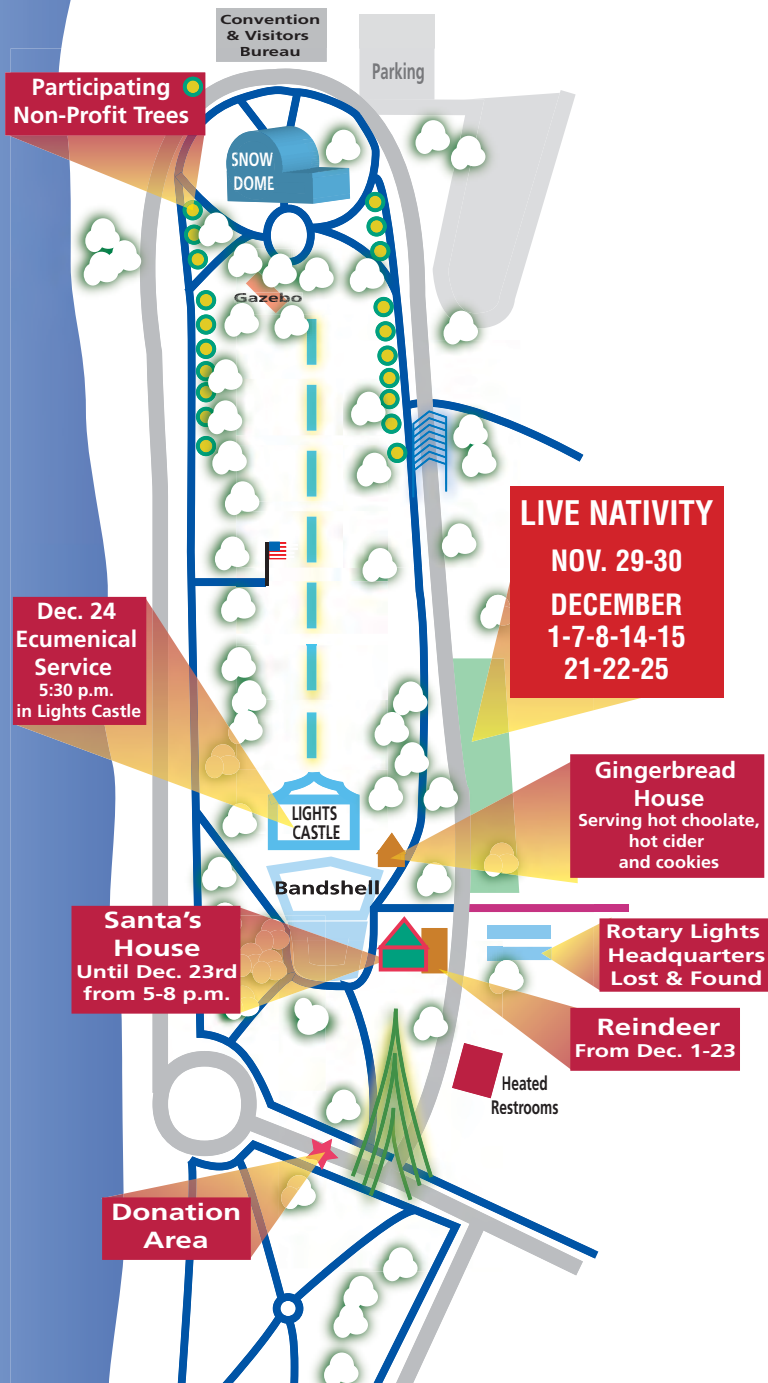 Convention
& Visitors
Bureau
Parking
Participating
Non-Profit Trees
SNOW
DOME
Gazebo
LIVE NATIVITY
NOV. 29-30
DECEMBER
1-7-8-14-15
21-22-25
Dec. 24
Ecumenical
Service
5:30 p.m.
in Lights Castle
Gingerbread
House
Serving hot choolate,
hot cider
and cookies
LIGHTS
CASTLE
Bandshell
Santa's
House
Until Dec. 23rd
from 5-8 p.m.
Rotary Lights
Headquarters
Lost & Found
Reindeer
From Dec. 1-23
Heated
Restrooms
Donation
Area